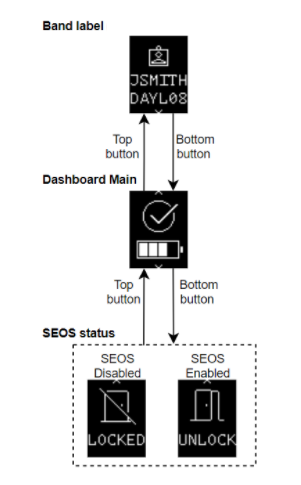 Band label
JSMITH
DAYL08
Top
button
Bottom
button
Dashboard Main
Top
button
Bottom
button
SEOS status
SEOS
Disabled
SEOS
Enabled
LOCKED
UNLOCK